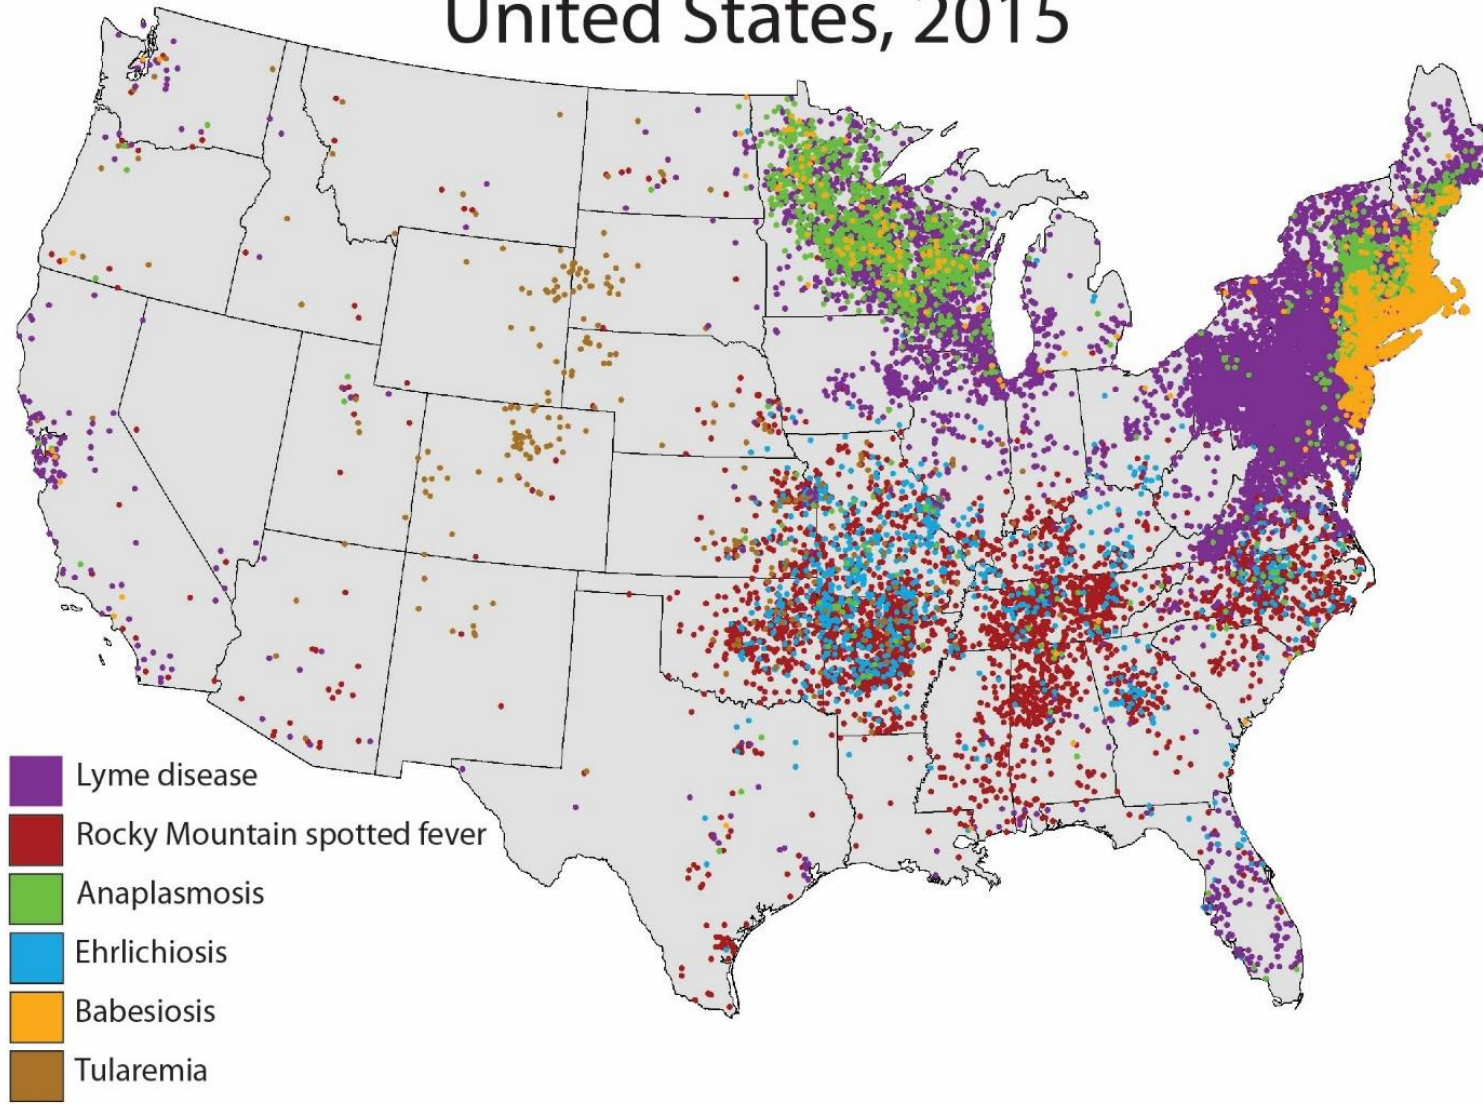 United States, 2015
Lyme disease
Rocky Mountain spotted fever
Anaplasmosis
Ehrlichiosis
Babesiosis
Tularemia